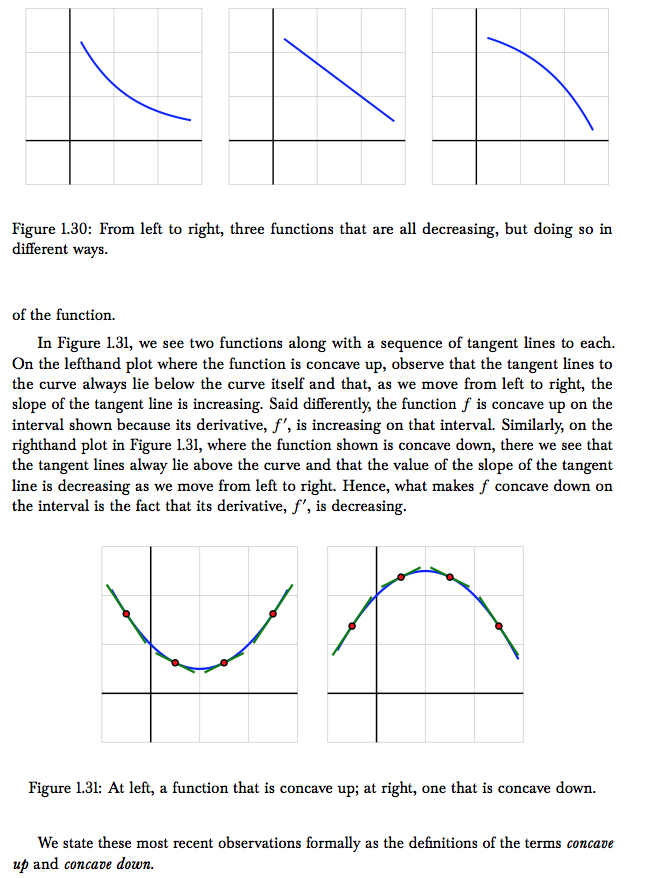 Figure 1.30: From left to right, three functions that are all decreasing, but doing so in
different ways.
of the function.
In Figure 1.31, we see two functions along with a sequence of tangent lines to each.
On the lefthand plot where the function is concave up, observe that the tangent lines to
the curve always lie below the curve itself and that, as we move from left to right, the
slope of the tangent line is increasing. Said differently, the function f is concave up on the
interval shown because its derivative, f′, is increasing on that interval. Similarly, on the
righthand plot in Figure 1.31, where the function shown is concave down, there we see that
the tangent lines alway lie above the curve and that the value of the slope of the tangent
line is decreasing as we move from left to right. Hence, what makes f concave down on
the interval is the fact that its derivative, f′, is decreasing.
Figure 1.31: At left, a function that is concave up; at right, one that is concave down.
We state these most recent observations formally as the definitions of the terms concave
up and concave down.